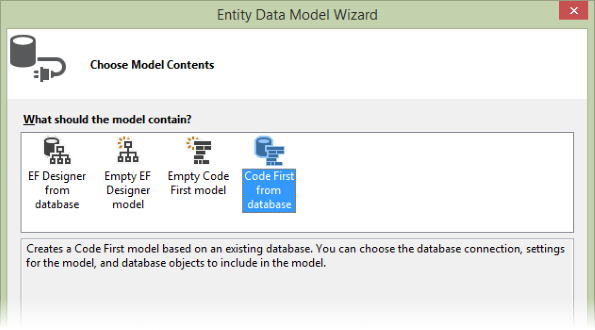 Entity Data Model Wizard
Choose Model Contents
What should the model contain?
EF Designer
from
database
Empty EF
Designer
model
Empty Code
First model
Code First
from
database
Creates a Code First model based on an existing database. You can choose the database connection, settings
for the model, and database objects to include in the model.